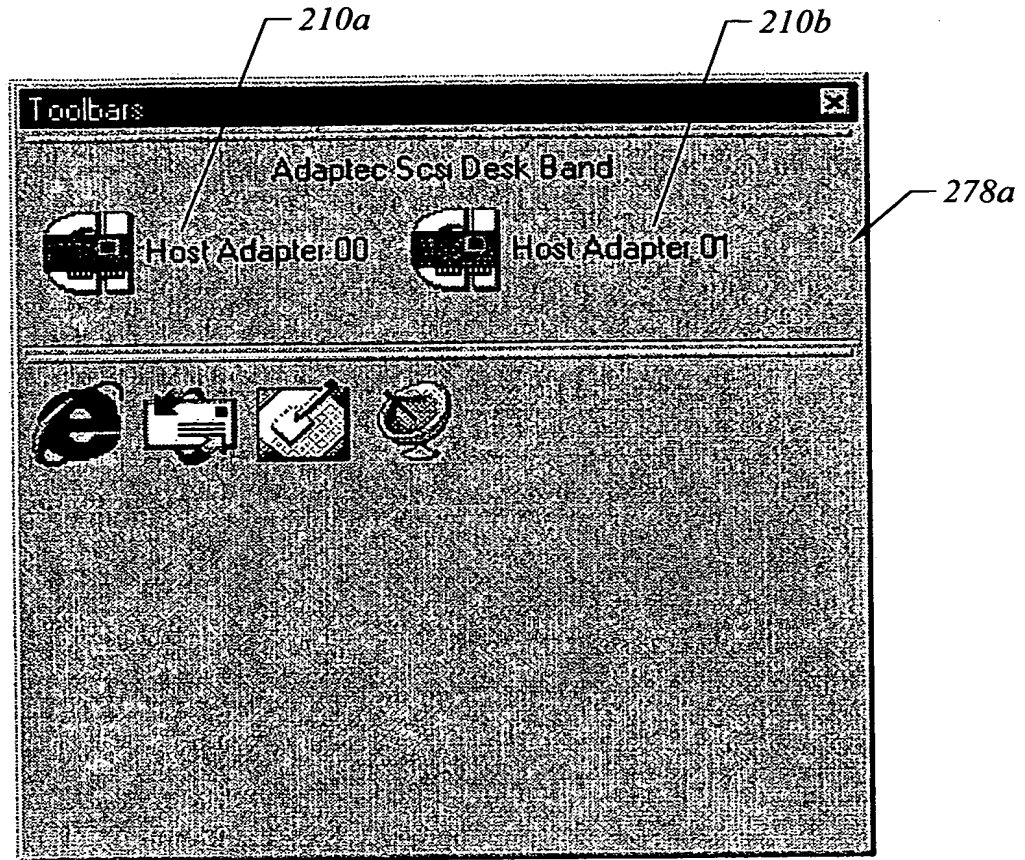 210a
210b
Toolbars
Adaptec Scsi Desk Band
278a
Host Adapter 00
Host Adapter 01